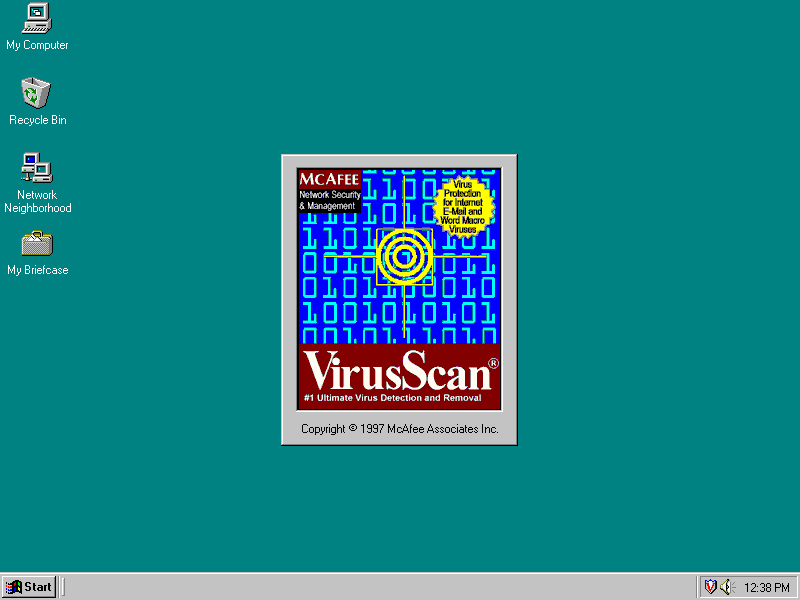 My Computer
Recycle Bin
Network
Neighborhood
My Briefcase
McAFEE
Network Security
& Management
Virus
Protection
for Internet
E-Mail and
Word Macro
Viruses
VirusScan®
#1 Ultimate Virus Detection and Removal
Copyright © 1997 McAfee Associates Inc.
Start
12:38 PM